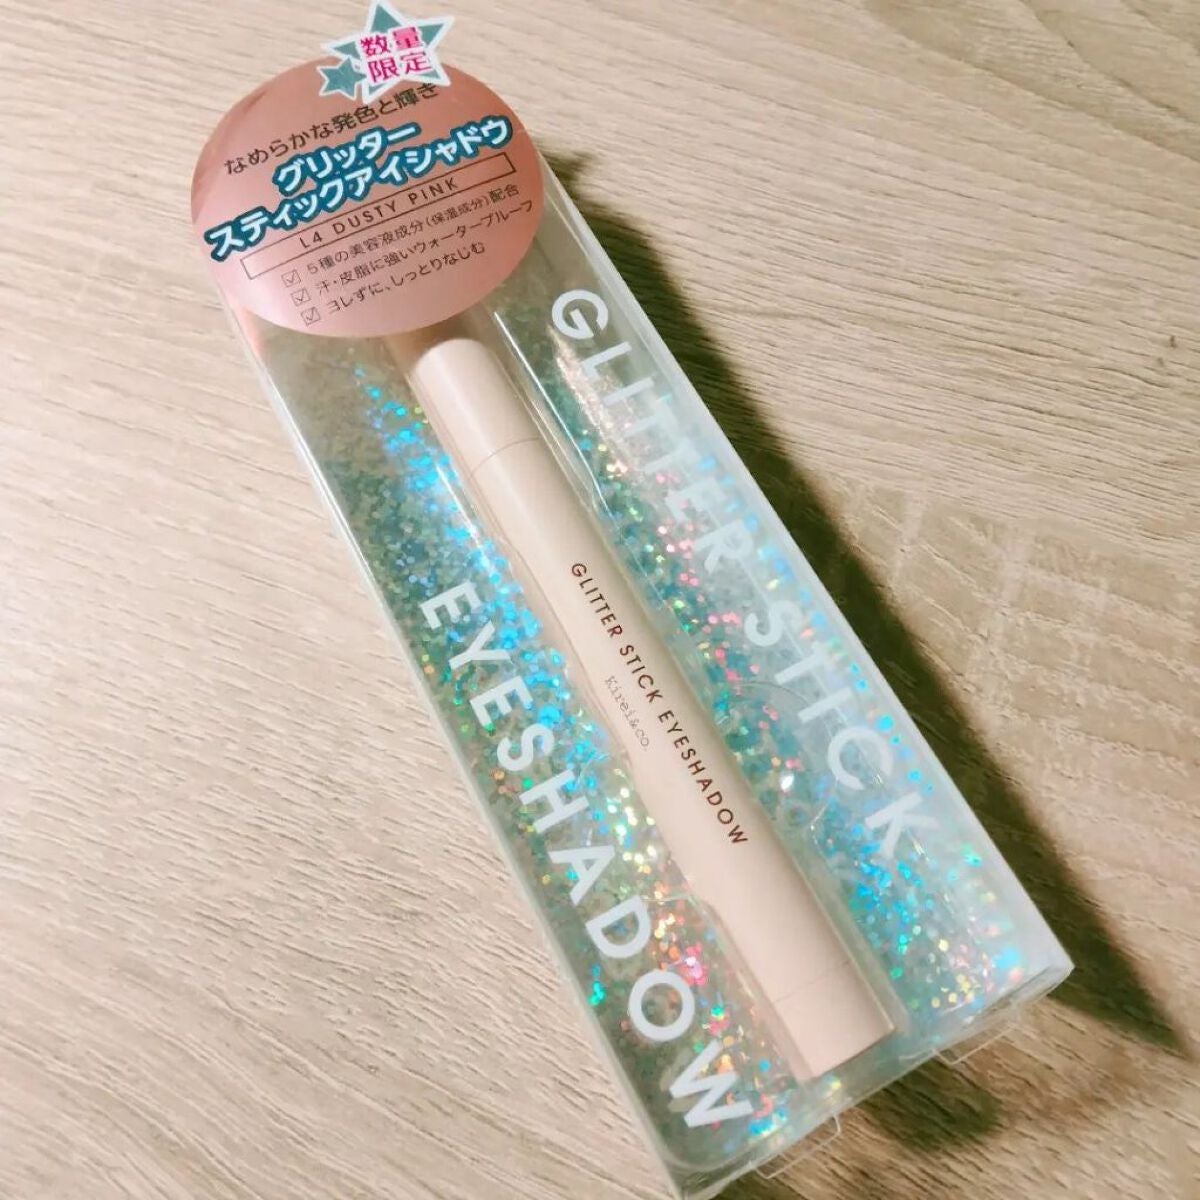 数量
限定
なめらかな発色と輝き
グリッター
スティックアイシャドウ
L4 DUSTY PINK
5種の美容液成分(保湿成分)配合
汗・皮脂に強いウォータープルーフ
ヨレずに、しっとりなじむ
GLITTER STICK
EYESHADOW
GLITTER STICK EYESHADOW
Kirei&co.